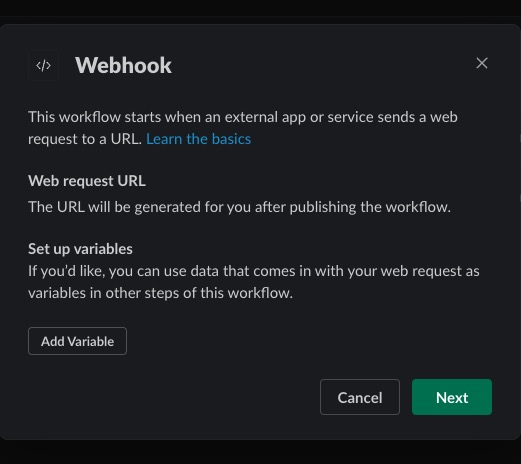 </> Webhook
This workflow starts when an external app or service sends a web
request to a URL. Learn the basics
Web request URL
The URL will be generated for you after publishing the workflow.
Set up variables
If you’d like, you can use data that comes in with your web request as
variables in other steps of this workflow.
Add Variable
Cancel Next